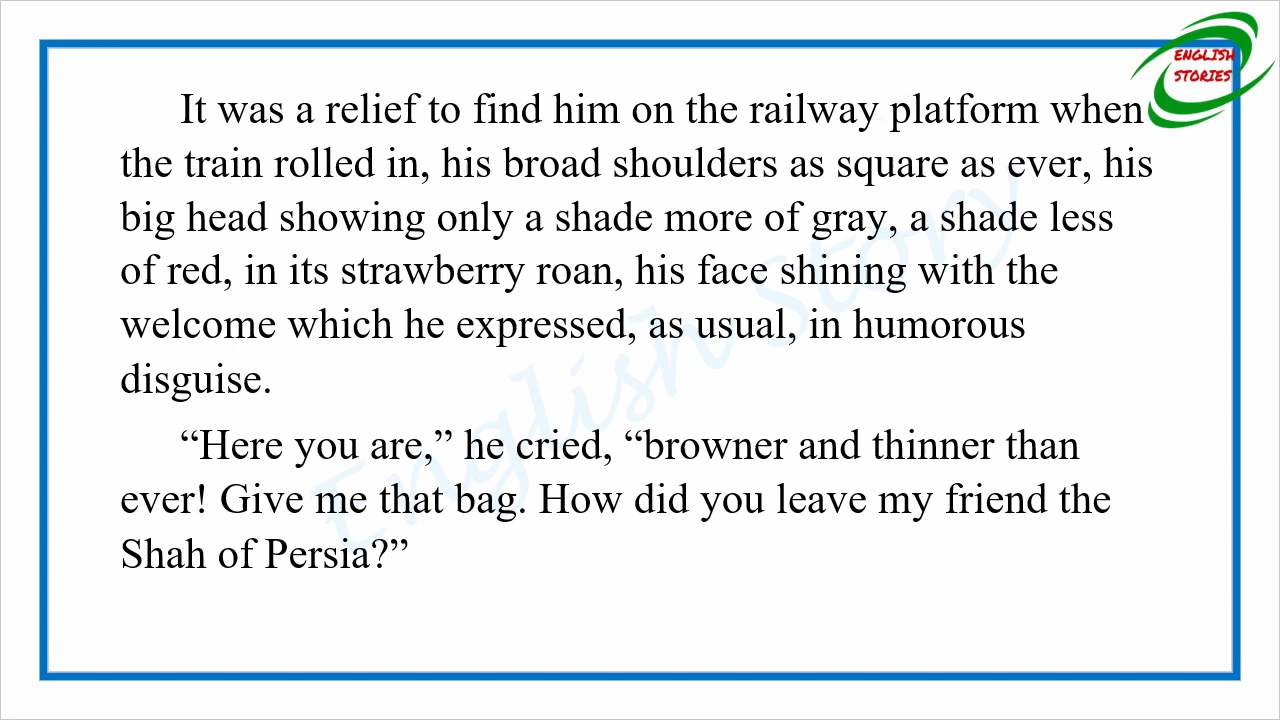 ENGLISH
STORIES
It was a relief to find him on the railway platform when
the train rolled in, his broad shoulders as square as ever, his
big head showing only a shade more of gray, a shade less
of red, in its strawberry roan, his face shining with the
welcome which he expressed, as usual, in humorous
disguise.
“Here you are,” he cried, “browner and thinner than
ever! Give me that bag. How did you leave my friend the
Shah of Persia?”
English Story